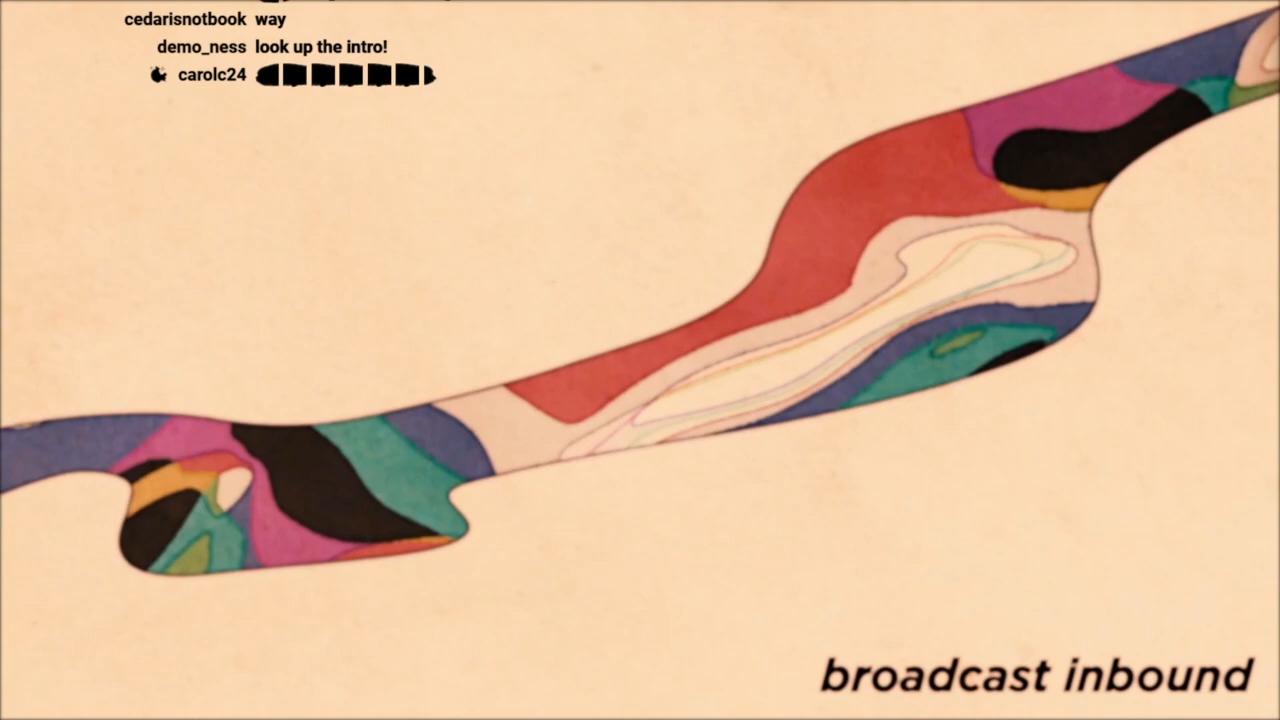 cedarisnotbook way
demo_ness look up the intro!
carolc24
broadcast inbound